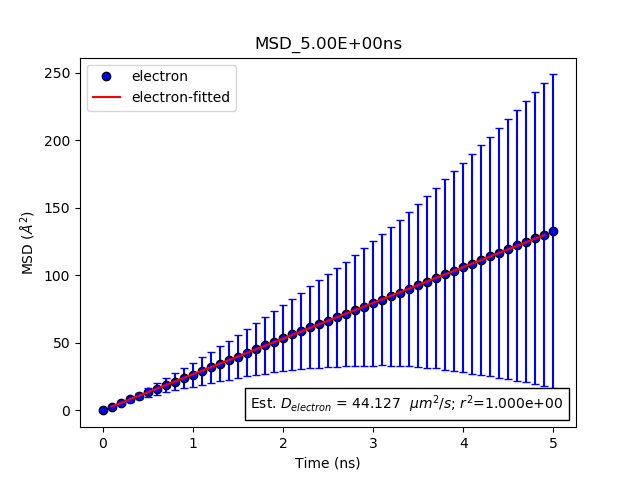 MSD_5.00E+00ns
electron
electron-fitted
MSD (Å²)
250
200
150
100
50
0
Est. D_electron = 44.127 μm²/s; r²=1.000e+00
0 1 2 3 4 5
Time (ns)